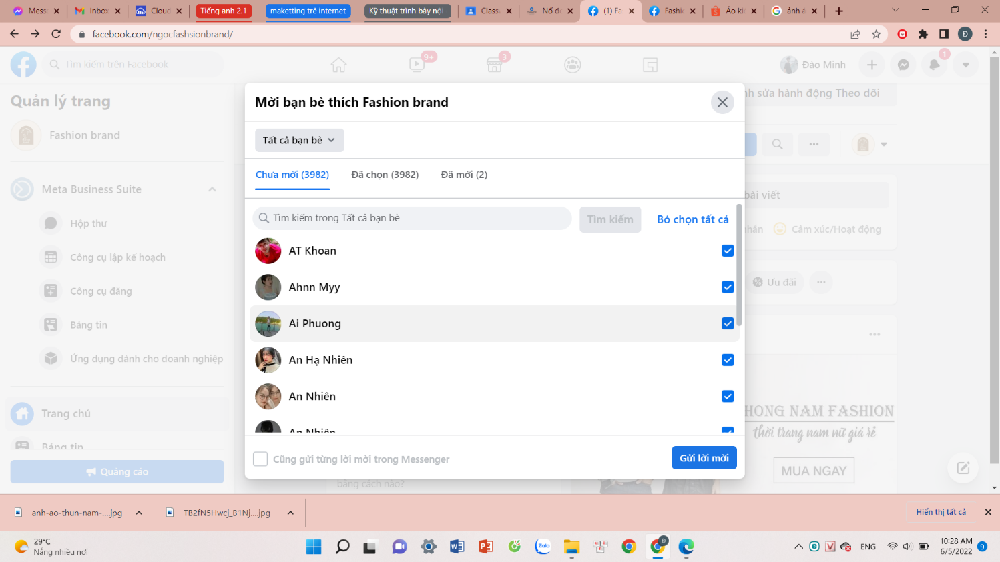 Mess
Inbox
Cloud
Tiếng anh 2.1
maketting trê internet
Kỹ thuật trình bày nội
Class
Nổ đ
(1) Fa
Fashi
Áo ki
ảnh a
facebook.com/ngocfashsionbrand/
Đ
Tìm kiếm trên Facebook
9+
3
Đào Minh
1
Quản lý trang
Fashion brand
Meta Business Suite
Hộp thư
Công cụ lập kế hoạch
Công cụ đăng
Bảng tin
Ứng dụng dành cho doanh nghiệp
Trang chủ
Bảng tin
Quảng cáo
Mời bạn bè thích Fashion brand
Tất cả bạn bè
Chưa mời (3982)
Đã chọn (3982)
Đã mời (2)
Tìm kiếm trong Tất cả bạn bè
Tìm kiếm
Bỏ chọn tất cả
AT Khoan
Ahnn Myy
Ai Phuong
An Hạ Nhiên
An Nhiên
An Nhiên
Cũng gửi từng lời mời trong Messenger
Gửi lời mời
bằng cách nào?
nh sửa hành động Theo dõi
bài viết
nhắn
Cảm xúc/Hoạt động
Ưu đãi
HONG NAM FASHION
thời trang nam nữ giá rẻ
MUA NGAY
anh-ao-thun-nam-....jpg
TB2fN5Hwcj_B1Nj....jpg
Hiển thị tất cả
29°C
Nắng nhiều nơi
Zalo
Đ
ENG
10:28 AM
6/5/2022
9